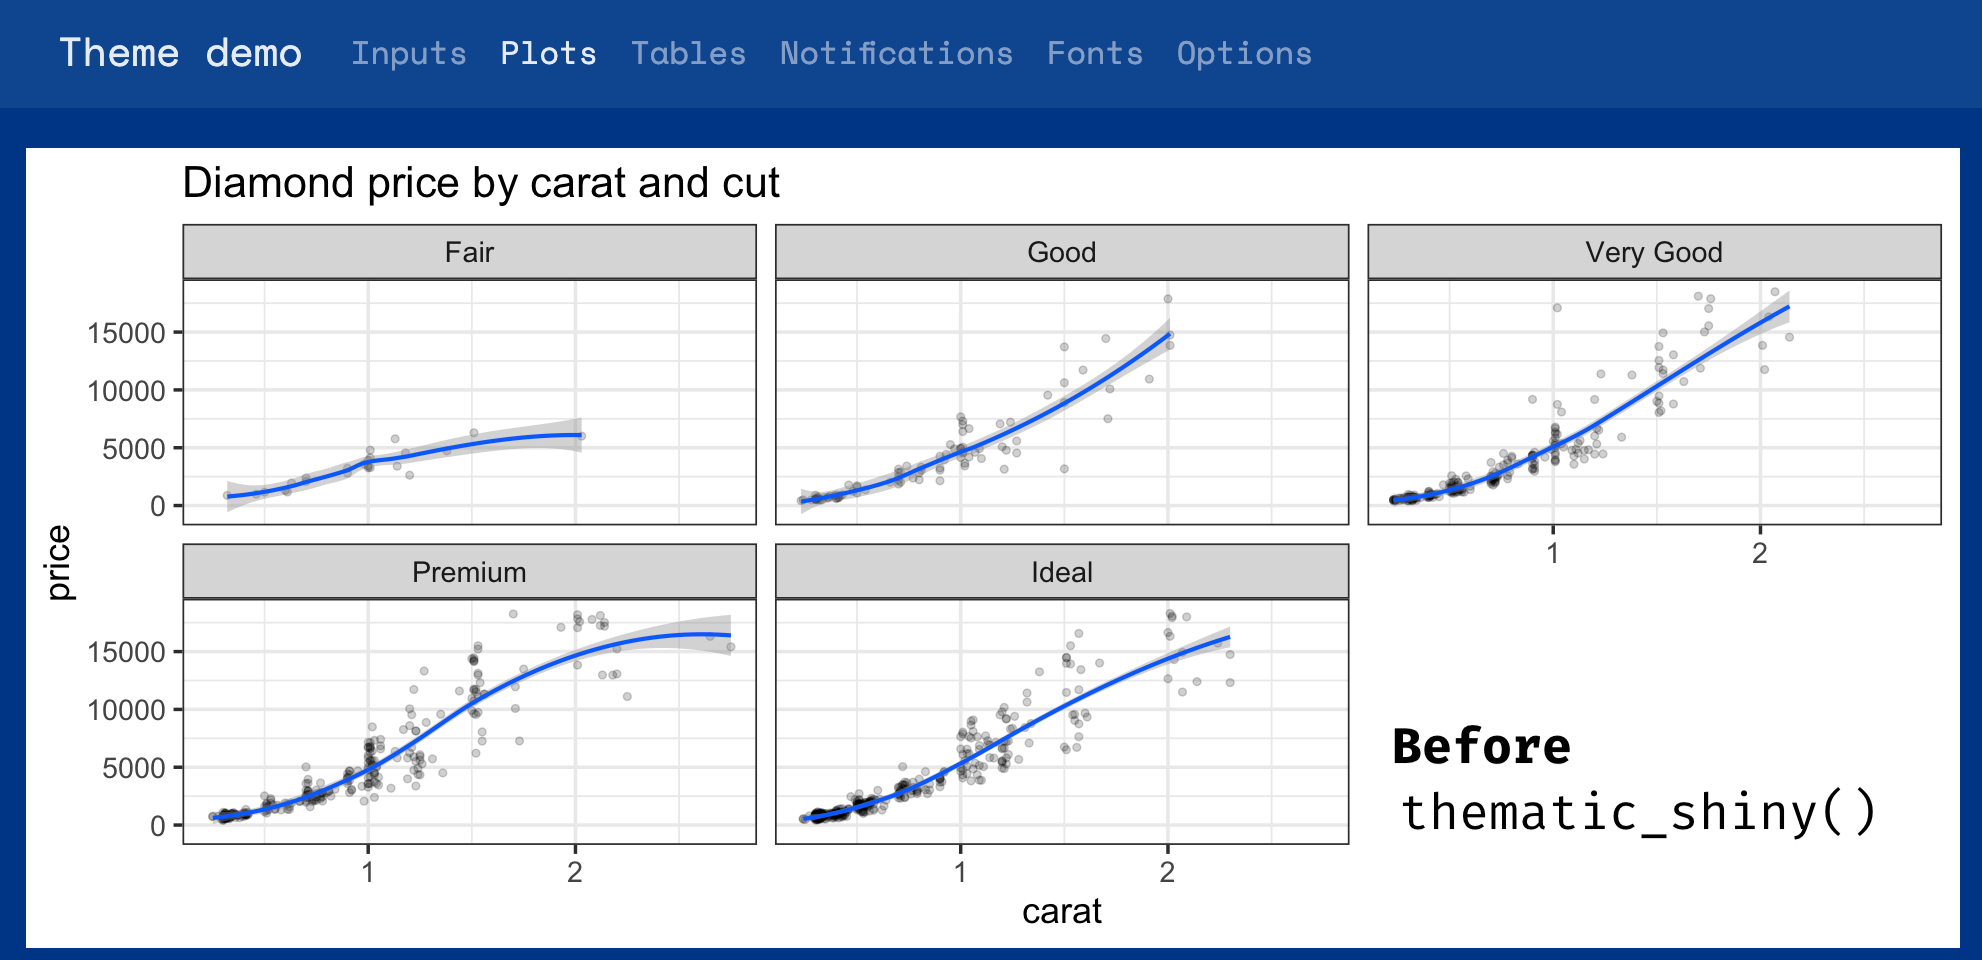 Theme demo Inputs Plots Tables Notifications Fonts Options
Diamond price by carat and cut
Fair Good Very Good
15000
10000
5000
0
1 2
price
Premium Ideal
15000
10000
5000
0
1 2 1 2
carat
Before
thematic_shiny()